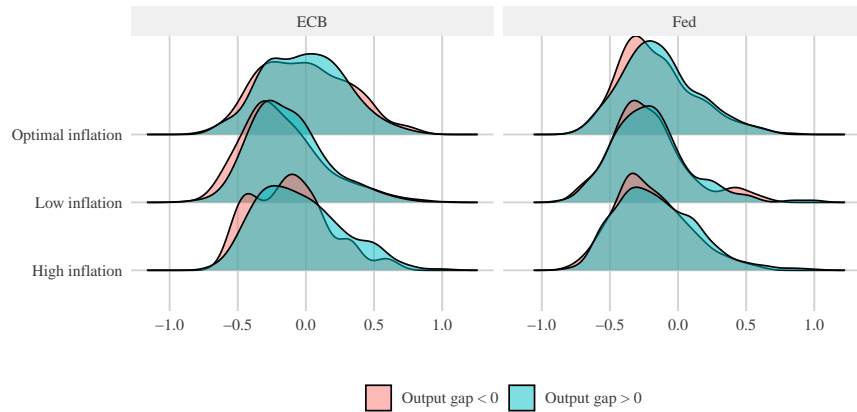 ECB Fed
Optimal inflation
Low inflation
High inflation
−1.0 −0.5 0.0 0.5 1.0 −1.0 −0.5 0.0 0.5 1.0
Output gap < 0 Output gap > 0